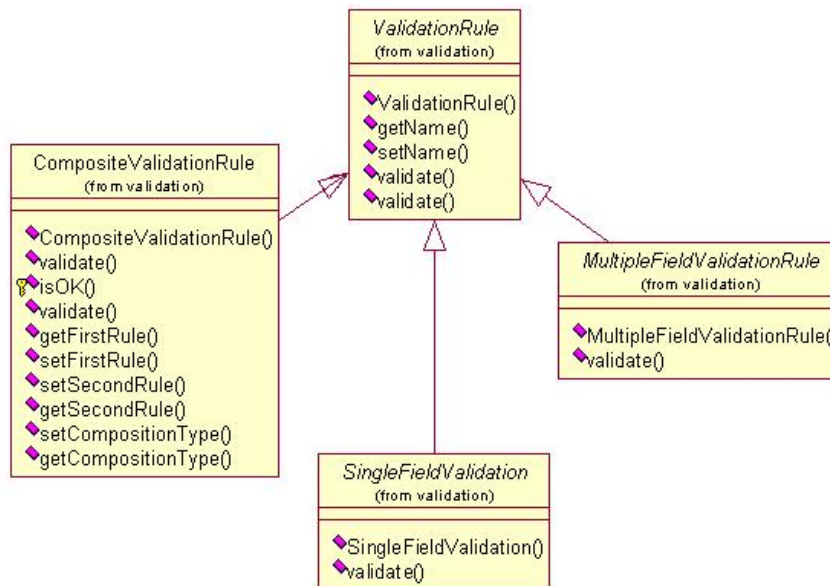 ValidationRule
(from validation)
ValidationRule()
getName()
setName()
validate()
validate()
CompositeValidationRule
(from validation)
CompositeValidationRule()
validate()
isOK()
validate()
getFirstRule()
setFirstRule()
setSecondRule()
getSecondRule()
setCompositionType()
getCompositionType()
MultipleFieldValidationRule
(from validation)
MultipleFieldValidationRule(
validate()
SingleFieldValidation
(from validation)
SingleFieldValidation()
validate()